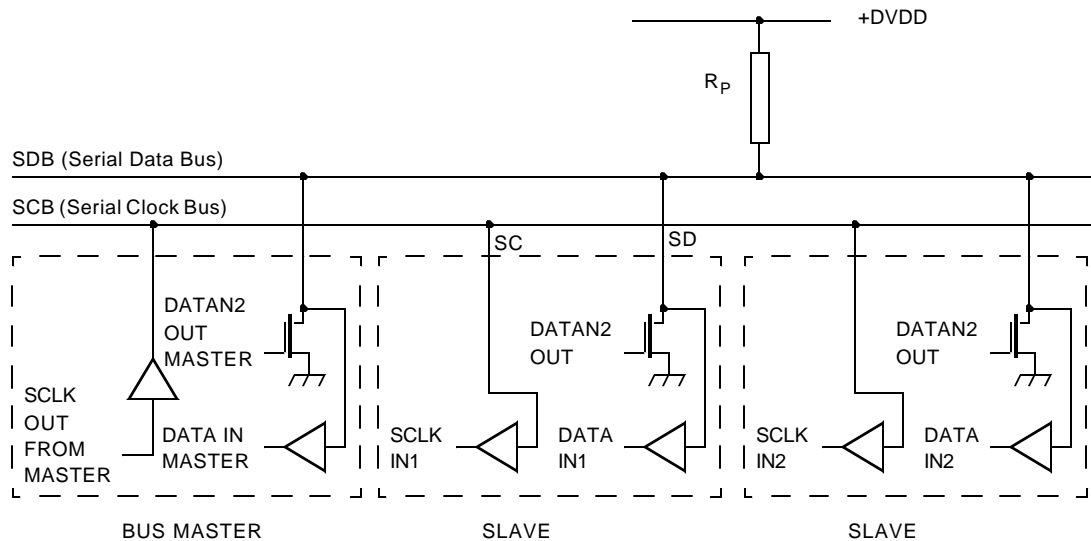 +DVDD
RP
SDB (Serial Data Bus)
SCB (Serial Clock Bus)
SC
SD
DATAN2
OUT
MASTER
SCLK
OUT
FROM
MASTER
DATA IN
MASTER
DATAN2
OUT
SCLK
IN1
DATA
IN1
DATAN2
OUT
SCLK
IN2
DATA
IN2
BUS MASTER
SLAVE
SLAVE